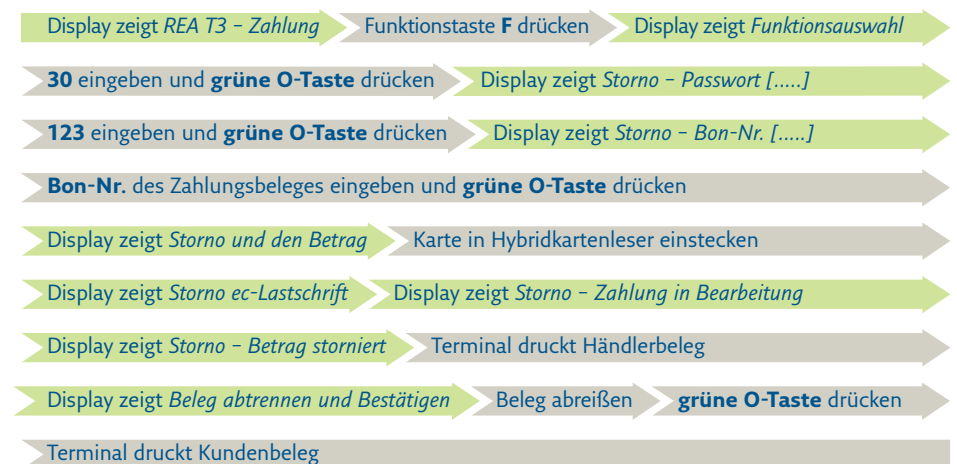 Display zeigt REA T3 – Zahlung Funktionstaste F drücken Display zeigt Funktionsauswahl
30 eingeben und grüne O-Taste drücken Display zeigt Storno – Passwort [.....]
123 eingeben und grüne O-Taste drücken Display zeigt Storno – Bon-Nr. [.....]
Bon-Nr. des Zahlungsbeleges eingeben und grüne O-Taste drücken
Display zeigt Storno und den Betrag Karte in Hybridkartenleser einstecken
Display zeigt Storno ec-Lastschrift Display zeigt Storno – Zahlung in Bearbeitung
Display zeigt Storno – Betrag storniert Terminal druckt Händlerbeleg
Display zeigt Beleg abtrennen und Bestätigen Beleg abreißen grüne O-Taste drücken
Terminal druckt Kundenbeleg